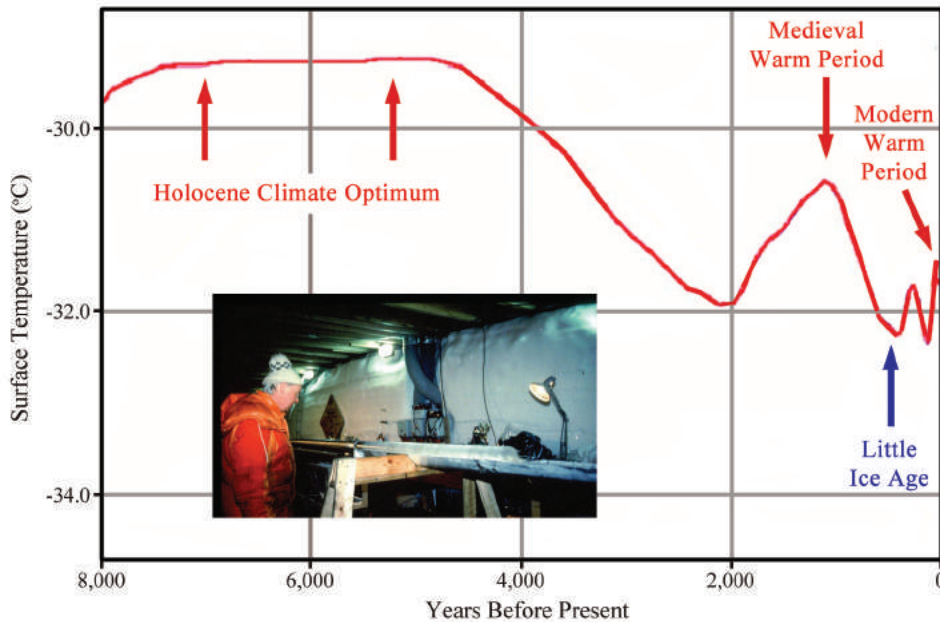 Medieval
Warm Period
Modern
Warm
Period
Holocene Climate Optimum
Little
Ice Age
-30.0
-32.0
-34.0
Surface Temperature (°C)
8,000
6,000
4,000
2,000
0
Years Before Present